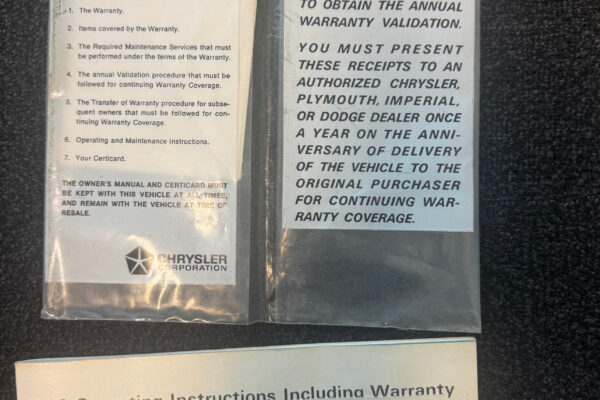 1. The Warranty.
2. Items covered by the Warranty.
3. The Required Maintenance Services that must
be performed under the terms of the Warranty.
4. The annual Validation procedure that must be
followed for continuing Warranty Coverage.
5. The Transfer of Warranty procedure for subse-
quent owners that must be followed for con-
tinuing Warranty Coverage.
6. Operating and Maintenance instructions.
7. Your Certicard.
THE OWNER'S MANUAL AND CERTICARD MUST
BE KEPT WITH THIS VEHICLE AT ALL TIMES,
AND REMAIN WITH THE VEHICLE AT TIME OF
RESALE.
CHRYSLER
CORPORATION
TO OBTAIN THE ANNUAL
WARRANTY VALIDATION.
YOU MUST PRESENT
THESE RECEIPTS TO AN
AUTHORIZED CHRYSLER,
PLYMOUTH, IMPERIAL,
OR DODGE DEALER ONCE
A YEAR ON THE ANNI-
VERSARY OF DELIVERY
OF THE VEHICLE TO THE
ORIGINAL PURCHASER
FOR CONTINUING WAR-
RANTY COVERAGE.
Operating Instructions Including Warranty